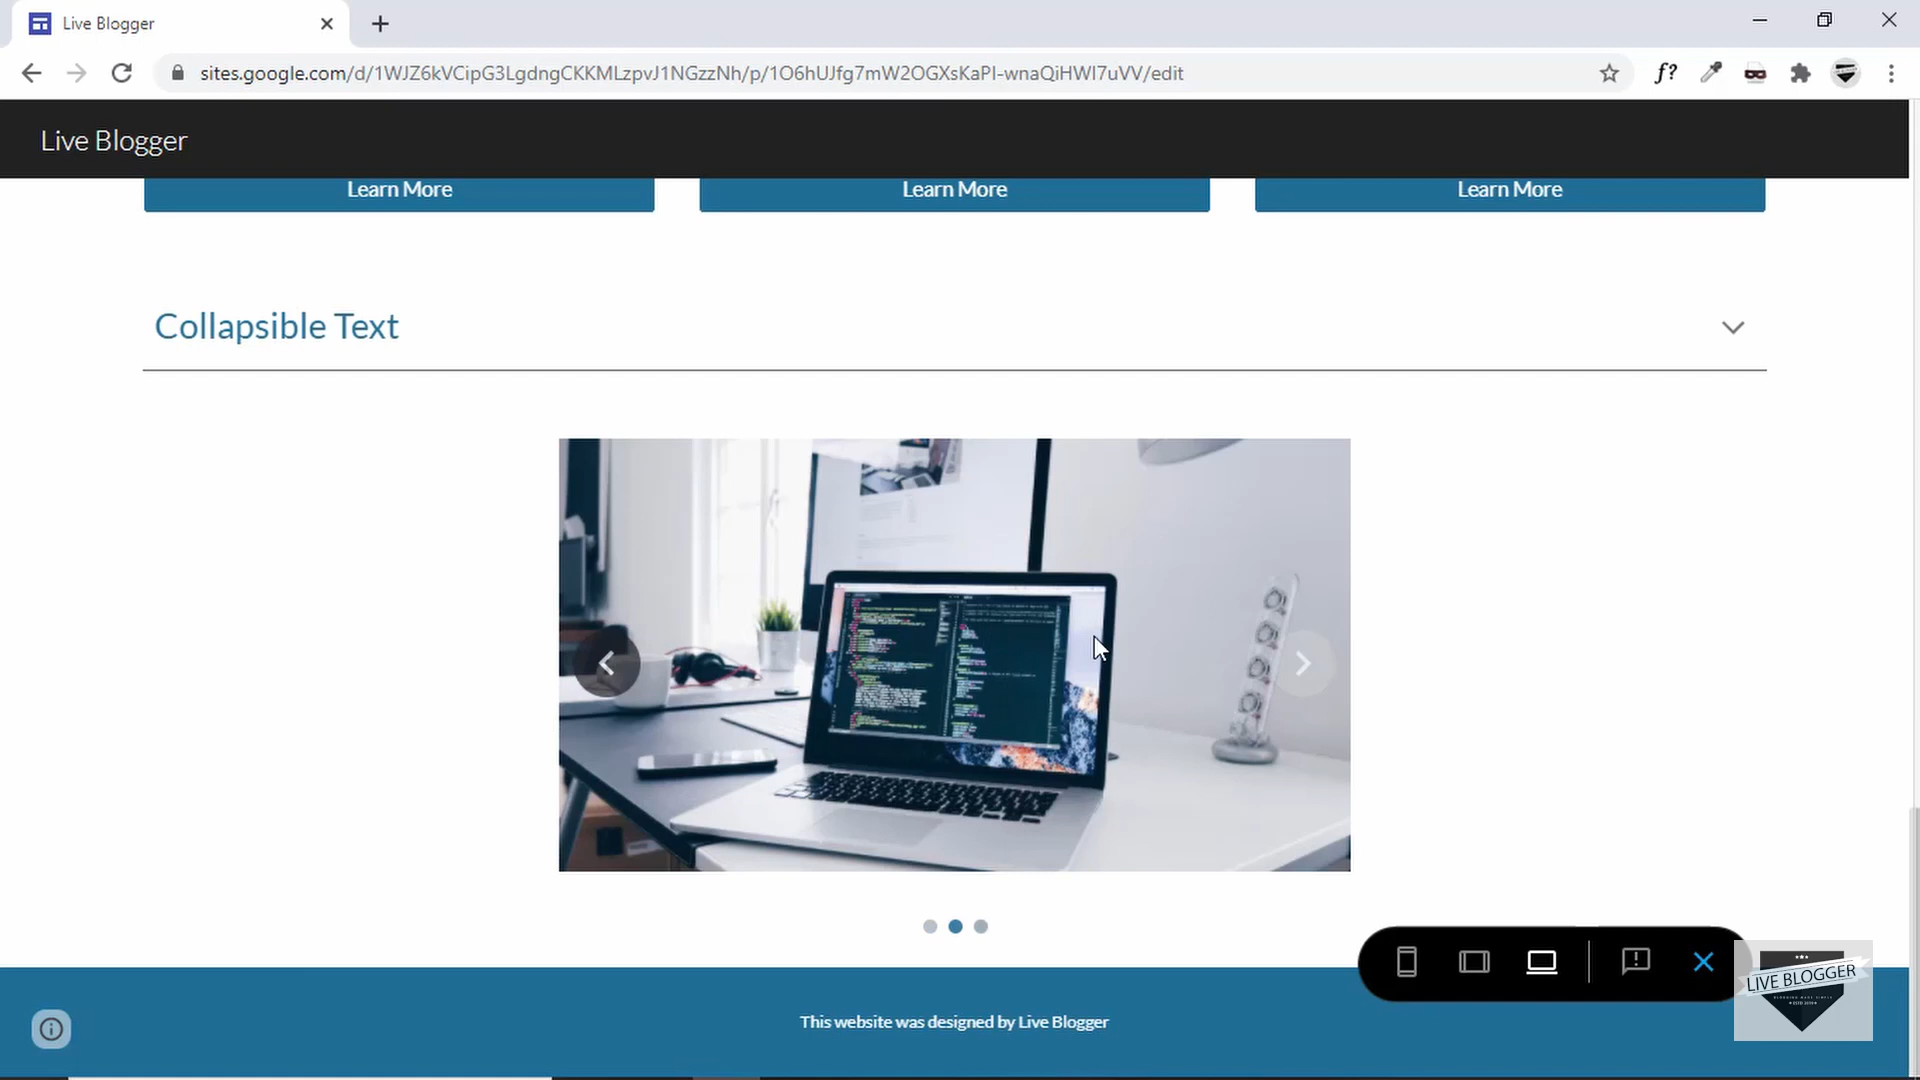 Live Blogger
sites.google.com/d/1WJZ6kVCipG3LgdngCKKMLzpvJ1NGzzNh/p/1O6hUJfg7mW2OGXsKaPI-wnaQiHWI7uVV/edit
f?
Live Blogger
Learn More
Learn More
Learn More
Collapsible Text
This website was designed by Live Blogger
LIVE BLOGGER